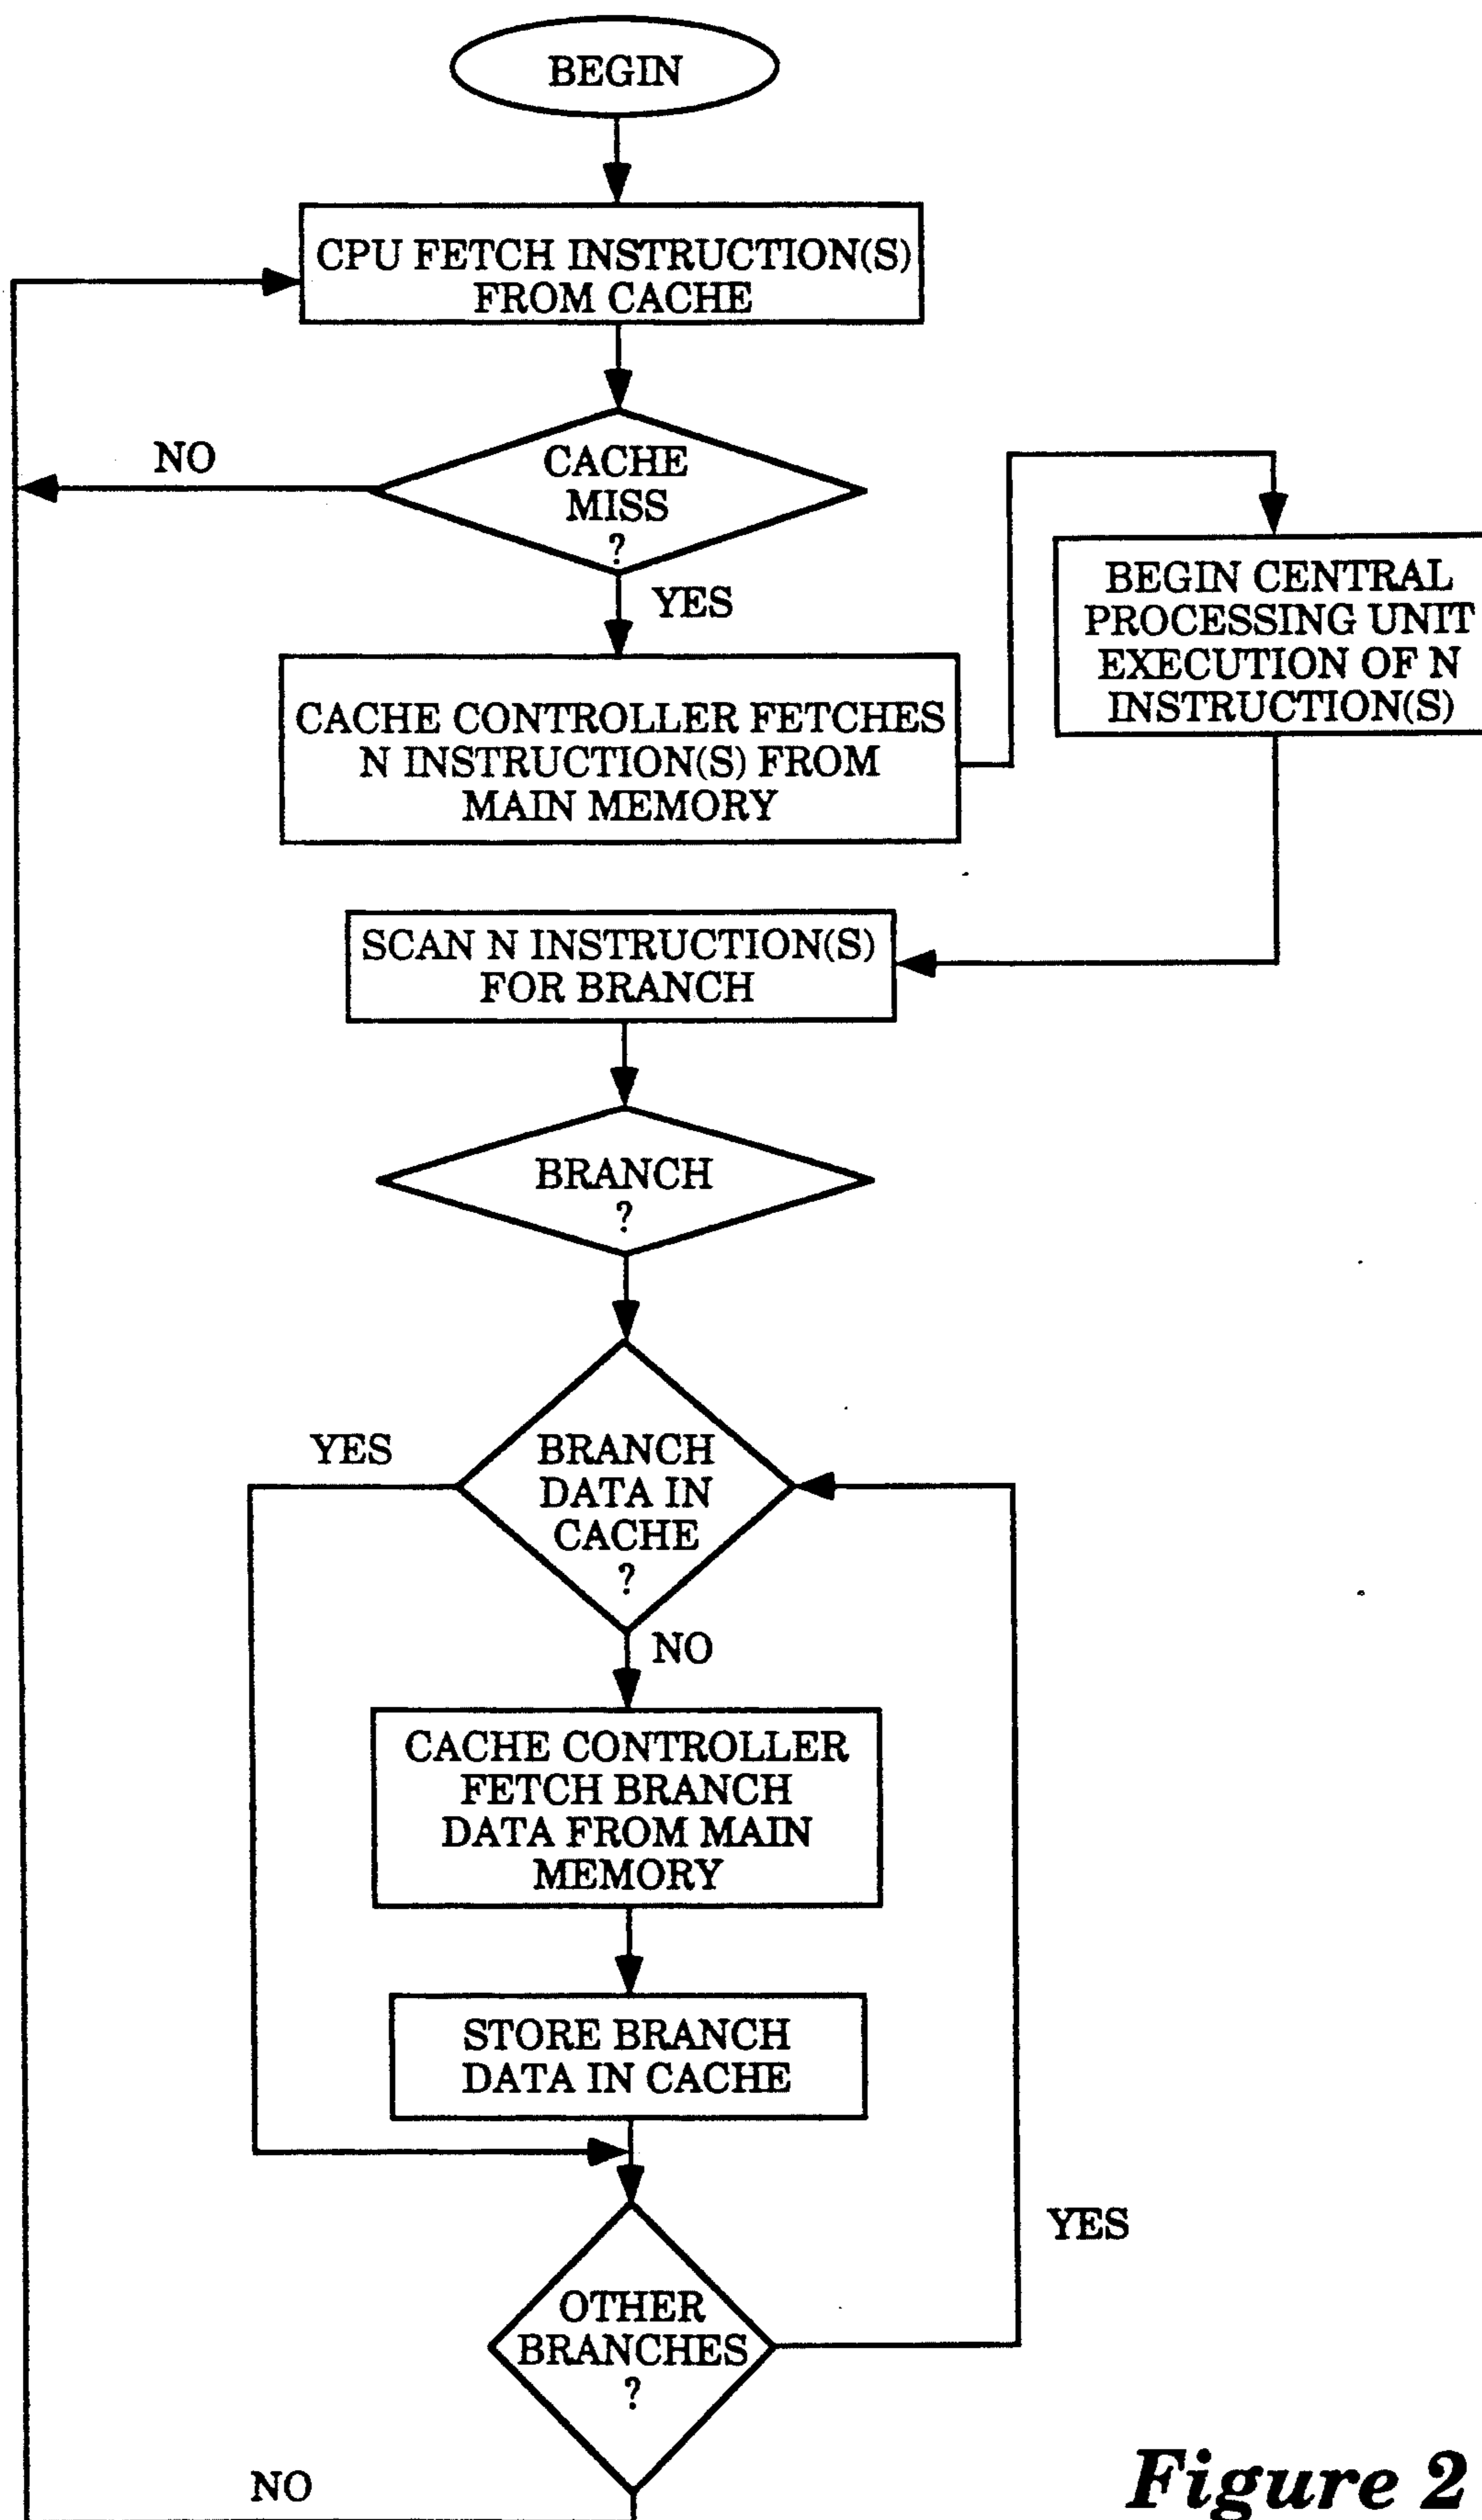 BEGIN
CPU FETCH INSTRUCTION(S)
FROM CACHE
NO
CACHE
MISS
?
YES
BEGIN CENTRAL
PROCESSING UNIT
EXECUTION OF N
INSTRUCTION(S)
CACHE CONTROLLER FETCHES
N INSTRUCTION(S) FROM
MAIN MEMORY
SCAN N INSTRUCTION(S)
FOR BRANCH
BRANCH
?
YES
BRANCH
DATA IN
CACHE
?
NO
CACHE CONTROLLER
FETCH BRANCH
DATA FROM MAIN
MEMORY
STORE BRANCH
DATA IN CACHE
YES
OTHER
BRANCHES
?
NO
Figure 2